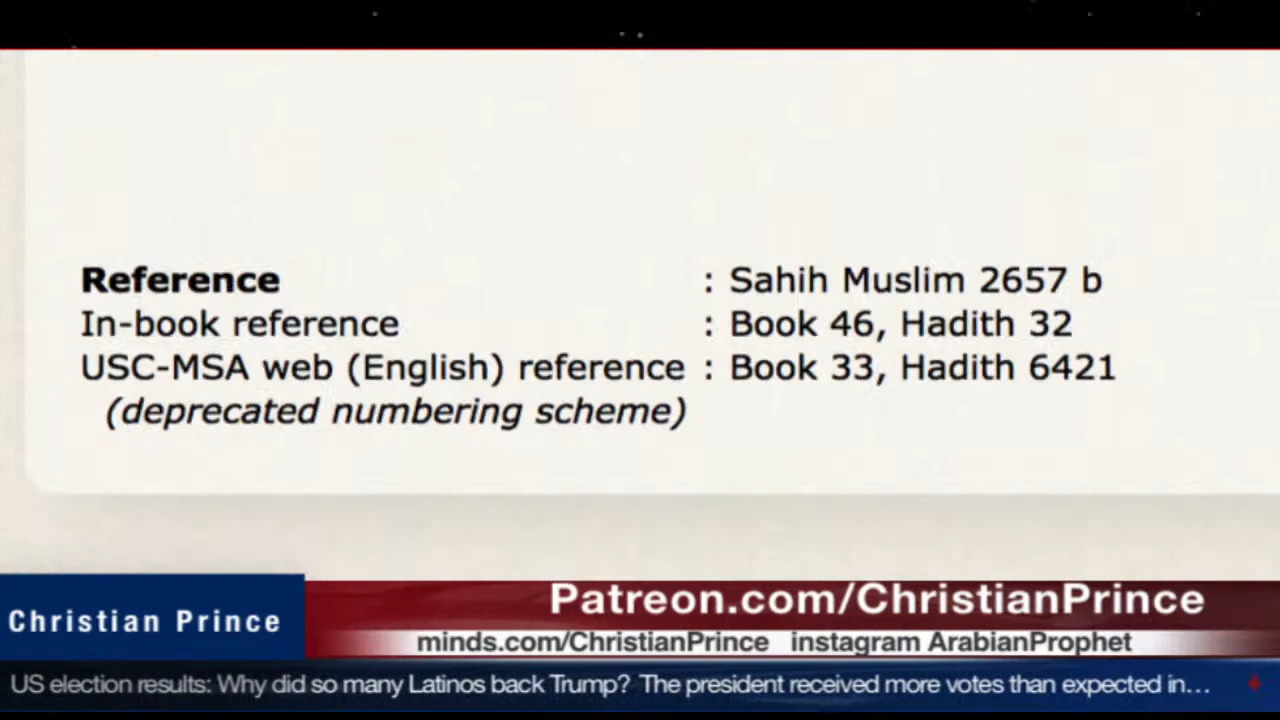 Reference : Sahih Muslim 2657 b
In-book reference : Book 46, Hadith 32
USC-MSA web (English) reference : Book 33, Hadith 6421
(deprecated numbering scheme)
Christian Prince
Patreon.com/ChristianPrince
minds.com/ChristianPrince instagram ArabianProphet
US election results: Why did so many Latinos back Trump? The president received more votes than expected in...